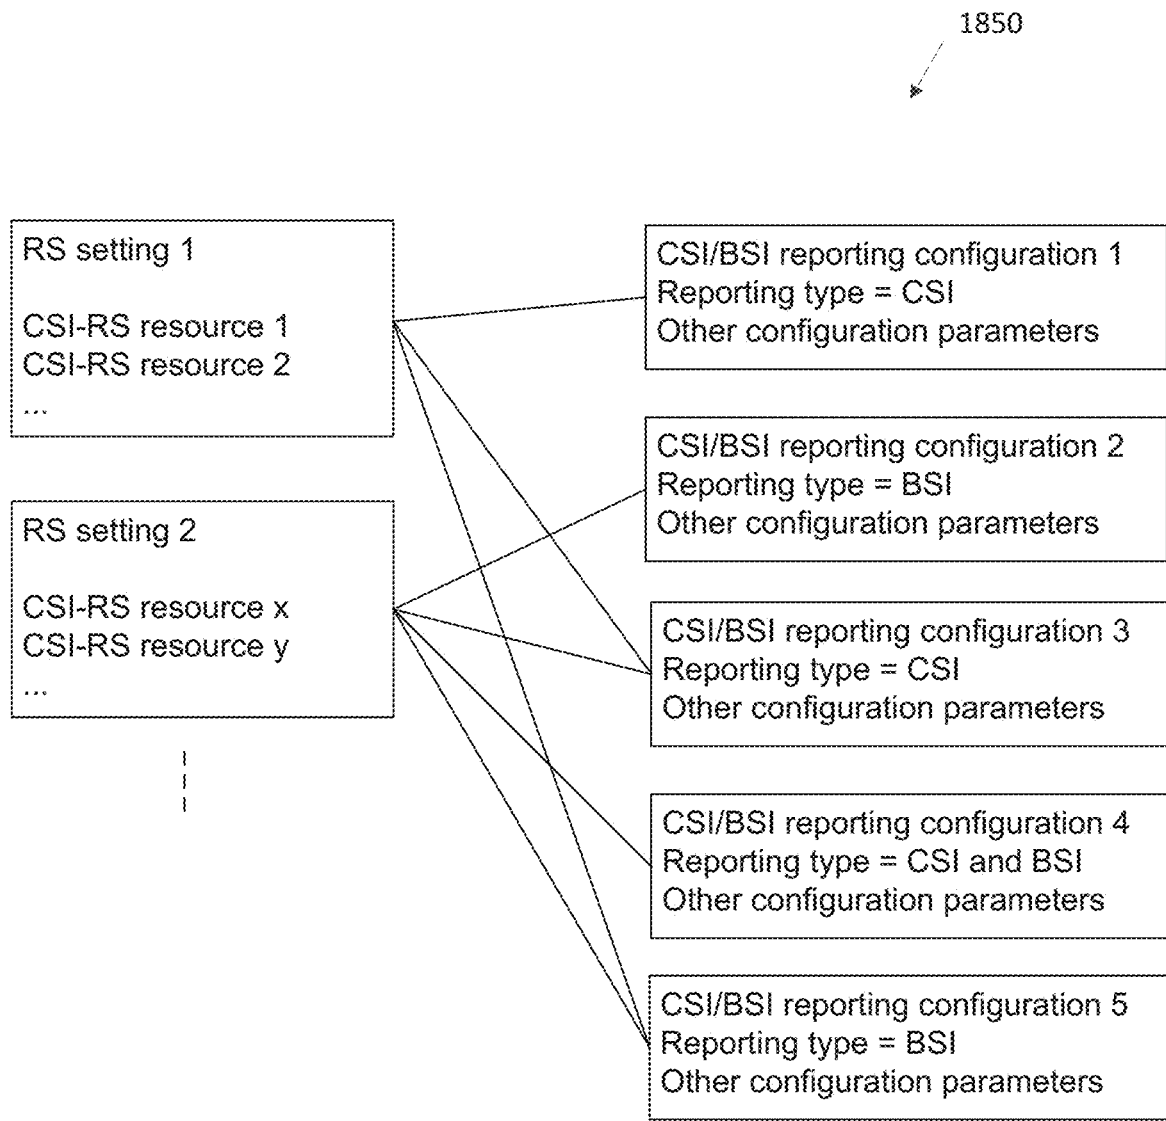 1850
RS setting 1
CSI-RS resource 1
CSI-RS resource 2
...
RS setting 2
CSI-RS resource x
CSI-RS resource y
...
CSI/BSI reporting configuration 1
Reporting type = CSI
Other configuration parameters
CSI/BSI reporting configuration 2
Reporting type = BSI
Other configuration parameters
CSI/BSI reporting configuration 3
Reporting type = CSI
Other configuration parameters
CSI/BSI reporting configuration 4
Reporting type = CSI and BSI
Other configuration parameters
CSI/BSI reporting configuration 5
Reporting type = BSI
Other configuration parameters